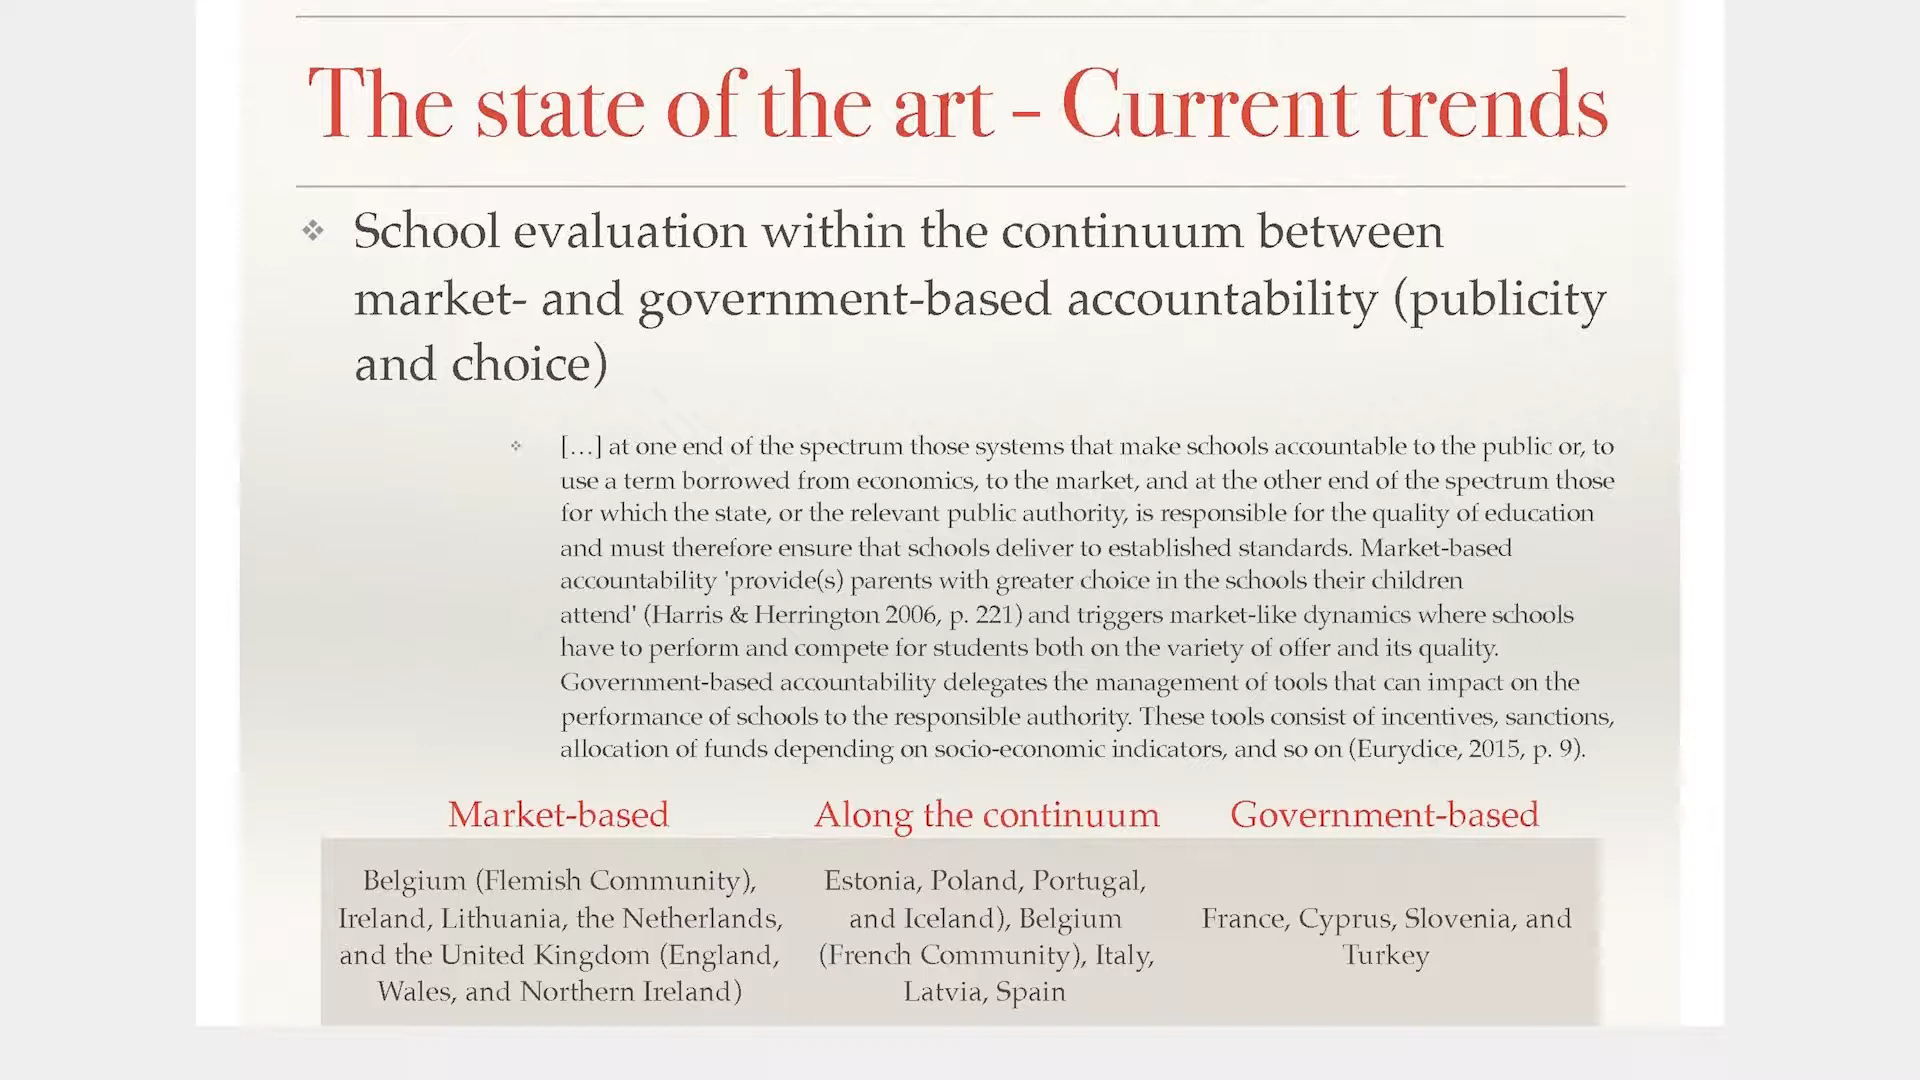 The state of the art – Current trends
School evaluation within the continuum between
market- and government-based accountability (publicity
and choice)
[…] at one end of the spectrum those systems that make schools accountable to the public or, to
use a term borrowed from economics, to the market, and at the other end of the spectrum those
for which the state, or the relevant public authority, is responsible for the quality of education
and must therefore ensure that schools deliver to established standards. Market-based
accountability 'provide(s) parents with greater choice in the schools their children
attend' (Harris & Herrington 2006, p. 221) and triggers market-like dynamics where schools
have to perform and compete for students both on the variety of offer and its quality.
Government-based accountability delegates the management of tools that can impact on the
performance of schools to the responsible authority. These tools consist of incentives, sanctions,
allocation of funds depending on socio-economic indicators, and so on (Eurydice, 2015, p. 9).
Market-based
Belgium (Flemish Community),
Ireland, Lithuania, the Netherlands,
and the United Kingdom (England,
Wales, and Northern Ireland)
Along the continuum
Estonia, Poland, Portugal,
and Iceland), Belgium
(French Community), Italy,
Latvia, Spain
Government-based
France, Cyprus, Slovenia, and
Turkey